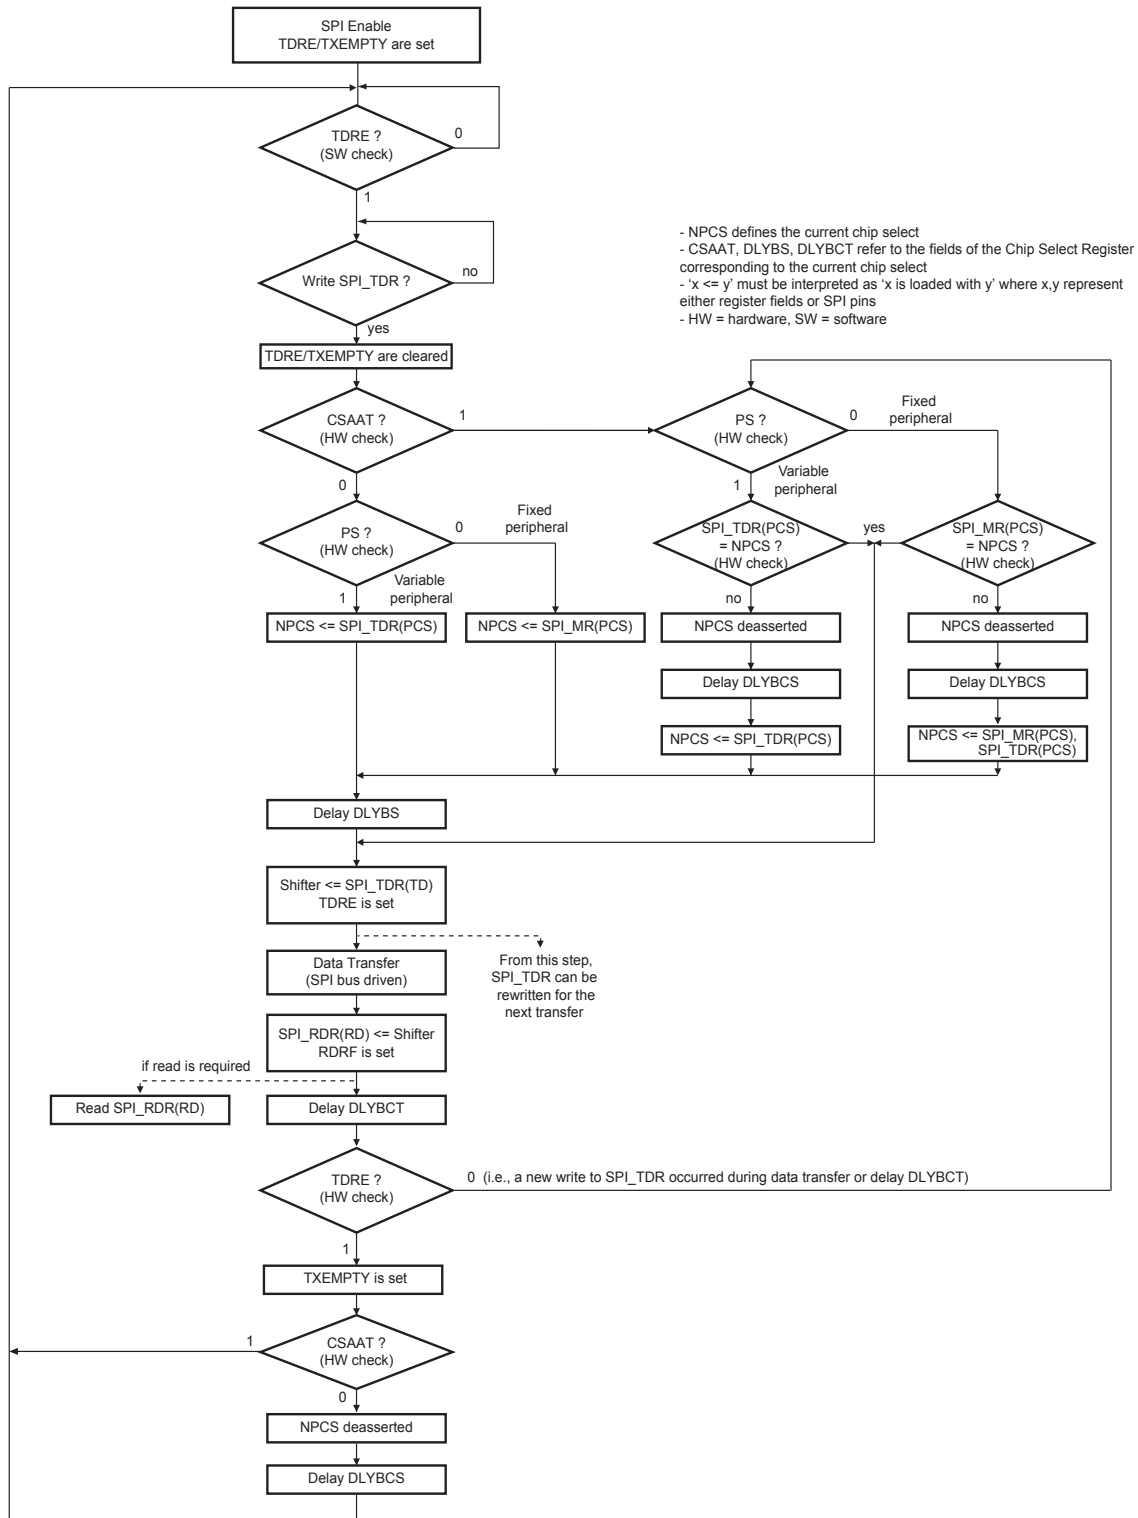 SPI Enable
TDRE/TXEMPTY are set
TDRE ?
(SW check)
0
1
Write SPI_TDR ?
no
yes
- NPCS defines the current chip select
- CSAAT, DLYBS, DLYBCT refer to the fields of the Chip Select Register
corresponding to the current chip select
- ‘x <= y’ must be interpreted as ‘x is loaded with y’ where x,y represent
either register fields or SPI pins
- HW = hardware, SW = software
TDRE/TXEMPTY are cleared
CSAAT ?
(HW check)
1
0
PS ?
(HW check)
0
Fixed
peripheral
1
Variable
peripheral
PS ?
(HW check)
0
Fixed
peripheral
1
Variable
peripheral
SPI_TDR(PCS)
= NPCS ?
(HW check)
yes
no
SPI_MR(PCS)
= NPCS ?
(HW check)
no
NPCS <= SPI_TDR(PCS)
NPCS <= SPI_MR(PCS)
NPCS deasserted
NPCS deasserted
Delay DLYBCS
Delay DLYBCS
NPCS <= SPI_TDR(PCS)
NPCS <= SPI_MR(PCS),
SPI_TDR(PCS)
Delay DLYBS
Shifter <= SPI_TDR(TD)
TDRE is set
Data Transfer
(SPI bus driven)
From this step,
SPI_TDR can be
rewritten for the
next transfer
SPI_RDR(RD) <= Shifter
RDRF is set
if read is required
Read SPI_RDR(RD)
Delay DLYBCT
TDRE ?
(HW check)
0 (i.e., a new write to SPI_TDR occurred during data transfer or delay DLYBCT)
1
TXEMPTY is set
CSAAT ?
(HW check)
1
0
NPCS deasserted
Delay DLYBCS